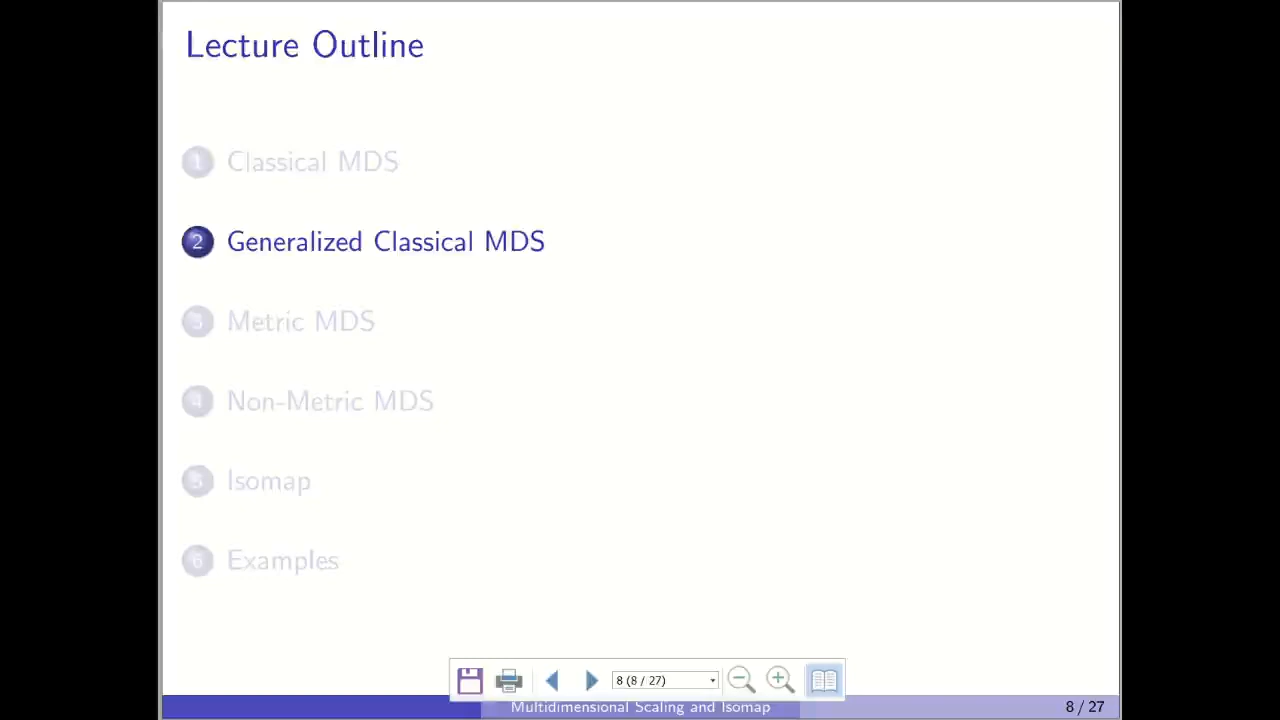 Lecture Outline
1 Classical MDS
2 Generalized Classical MDS
3 Metric MDS
4 Non-Metric MDS
5 Isomap
6 Examples
8 (8 / 27)
Multidimensional Scaling and Isomap
8 / 27